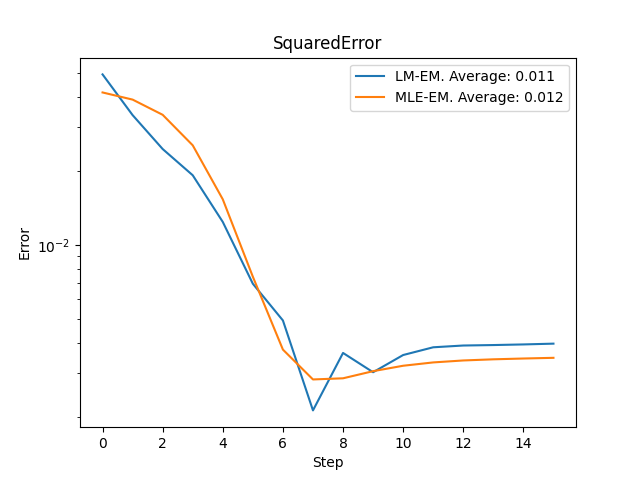 SquaredError
LM-EM. Average: 0.011
MLE-EM. Average: 0.012
Error
10⁻²
0 2 4 6 8 10 12 14
Step